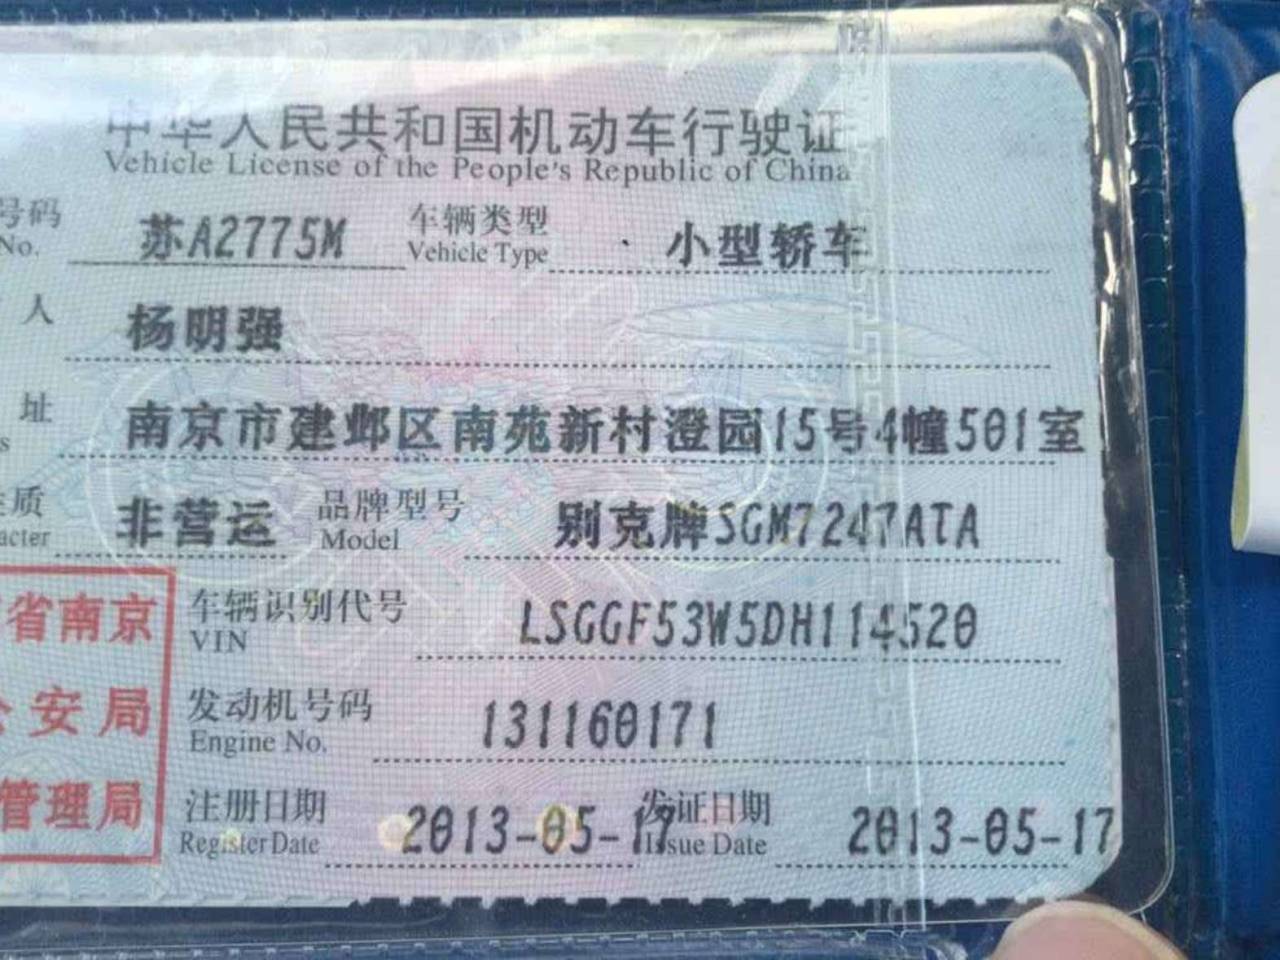 中华人民共和国机动车行驶证
Vehicle License of the People's Republic of China
号码 苏A2775M 车辆类型 小型轿车
No. Vehicle Type
人 杨明强
址 南京市建邺区南苑新村澄园15号4幢501室
s
性质 非营运 品牌型号 别克牌SGM7247ATA
acter Model
省南京 车辆识别代号 LSGGF53W5DH114520
VIN
公安局 发动机号码 131160171
Engine No.
管理局 注册日期 2013-05-17 发证日期 2013-05-17
Register Date Issue Date